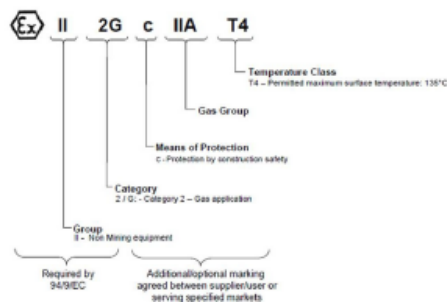 Ex II 2G c IIA T4
Temperature Class
T4 – Permitted maximum surface temperature: 135°C
Gas Group
Means of Protection
c - Protection by construction safety
Category
2 / G: - Category 2 – Gas application
Group
II - Non Mining equipment
Required by
94/9/EC
Additional/optional marking
agreed between supplier/user or
serving specified markets